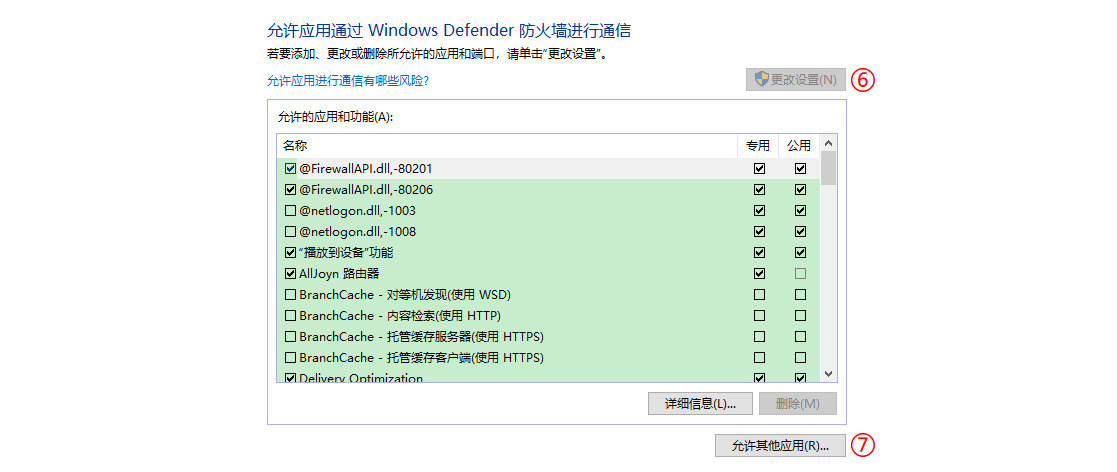 允许应用通过 Windows Defender 防火墙进行通信
若要添加、更改或删除所允许的应用和端口，请单击"更改设置"。
允许应用进行通信有哪些风险?
更改设置(N) ⑥
允许的应用和功能(A):
名称 专用 公用
@FirewallAPI.dll,-80201
@FirewallAPI.dll,-80206
@netlogon.dll,-1003
@netlogon.dll,-1008
"播放到设备"功能
AllJoyn 路由器
BranchCache - 对等机发现(使用 WSD)
BranchCache - 内容检索(使用 HTTP)
BranchCache - 托管缓存服务器(使用 HTTPS)
BranchCache - 托管缓存客户端(使用 HTTPS)
Delivery Optimization
详细信息(L)... 删除(M)
允许其他应用(R)... ⑦